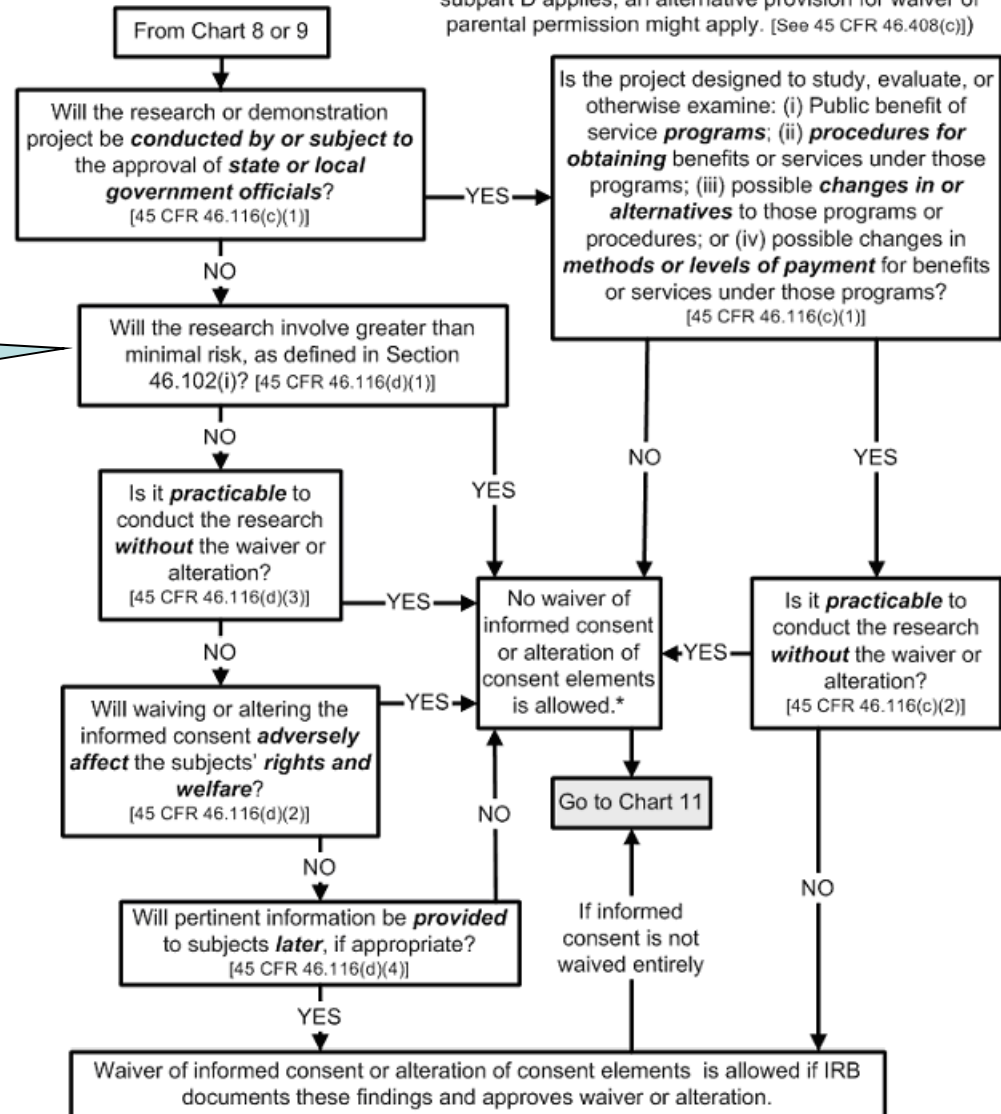 subpart D applies, an alternative provision for waiver of
parental permission might apply. [See 45 CFR 46.408(c)])
From Chart 8 or 9
Will the research or demonstration
project be conducted by or subject to
the approval of state or local
government officials?
[45 CFR 46.116(c)(1)]
YES
Is the project designed to study, evaluate, or
otherwise examine: (i) Public benefit of
service programs; (ii) procedures for
obtaining benefits or services under those
programs; (iii) possible changes in or
alternatives to those programs or
procedures; or (iv) possible changes in
methods or levels of payment for benefits
or services under those programs?
[45 CFR 46.116(c)(1)]
NO
Will the research involve greater than
minimal risk, as defined in Section
46.102(i)? [45 CFR 46.116(d)(1)]
NO
YES
NO
YES
Is it practicable to
conduct the research
without the waiver or
alteration?
[45 CFR 46.116(d)(3)]
YES
No waiver of
informed consent
or alteration of
consent elements
is allowed.*
YES
Is it practicable to
conduct the research
without the waiver or
alteration?
[45 CFR 46.116(c)(2)]
NO
Will waiving or altering the
informed consent adversely
affect the subjects' rights and
welfare?
[45 CFR 46.116(d)(2)]
YES
NO
Go to Chart 11
NO
NO
Will pertinent information be provided
to subjects later, if appropriate?
[45 CFR 46.116(d)(4)]
If informed
consent is not
waived entirely
YES
Waiver of informed consent or alteration of consent elements is allowed if IRB
documents these findings and approves waiver or alteration.